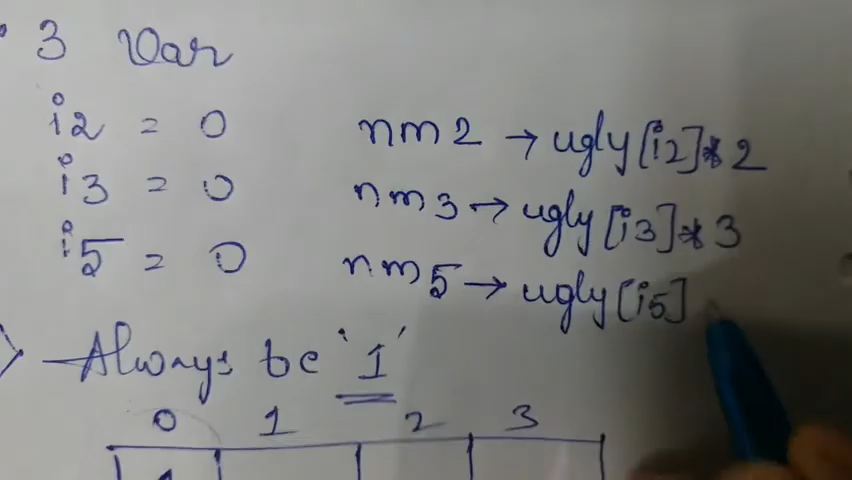 3 Var
i2 = 0
i3 = 0
i5 = 0
nm2 → ugly[i2]*2
nm3 → ugly[i3]*3
nm5 → ugly[i5]
Always be '1'
0 1 2 3